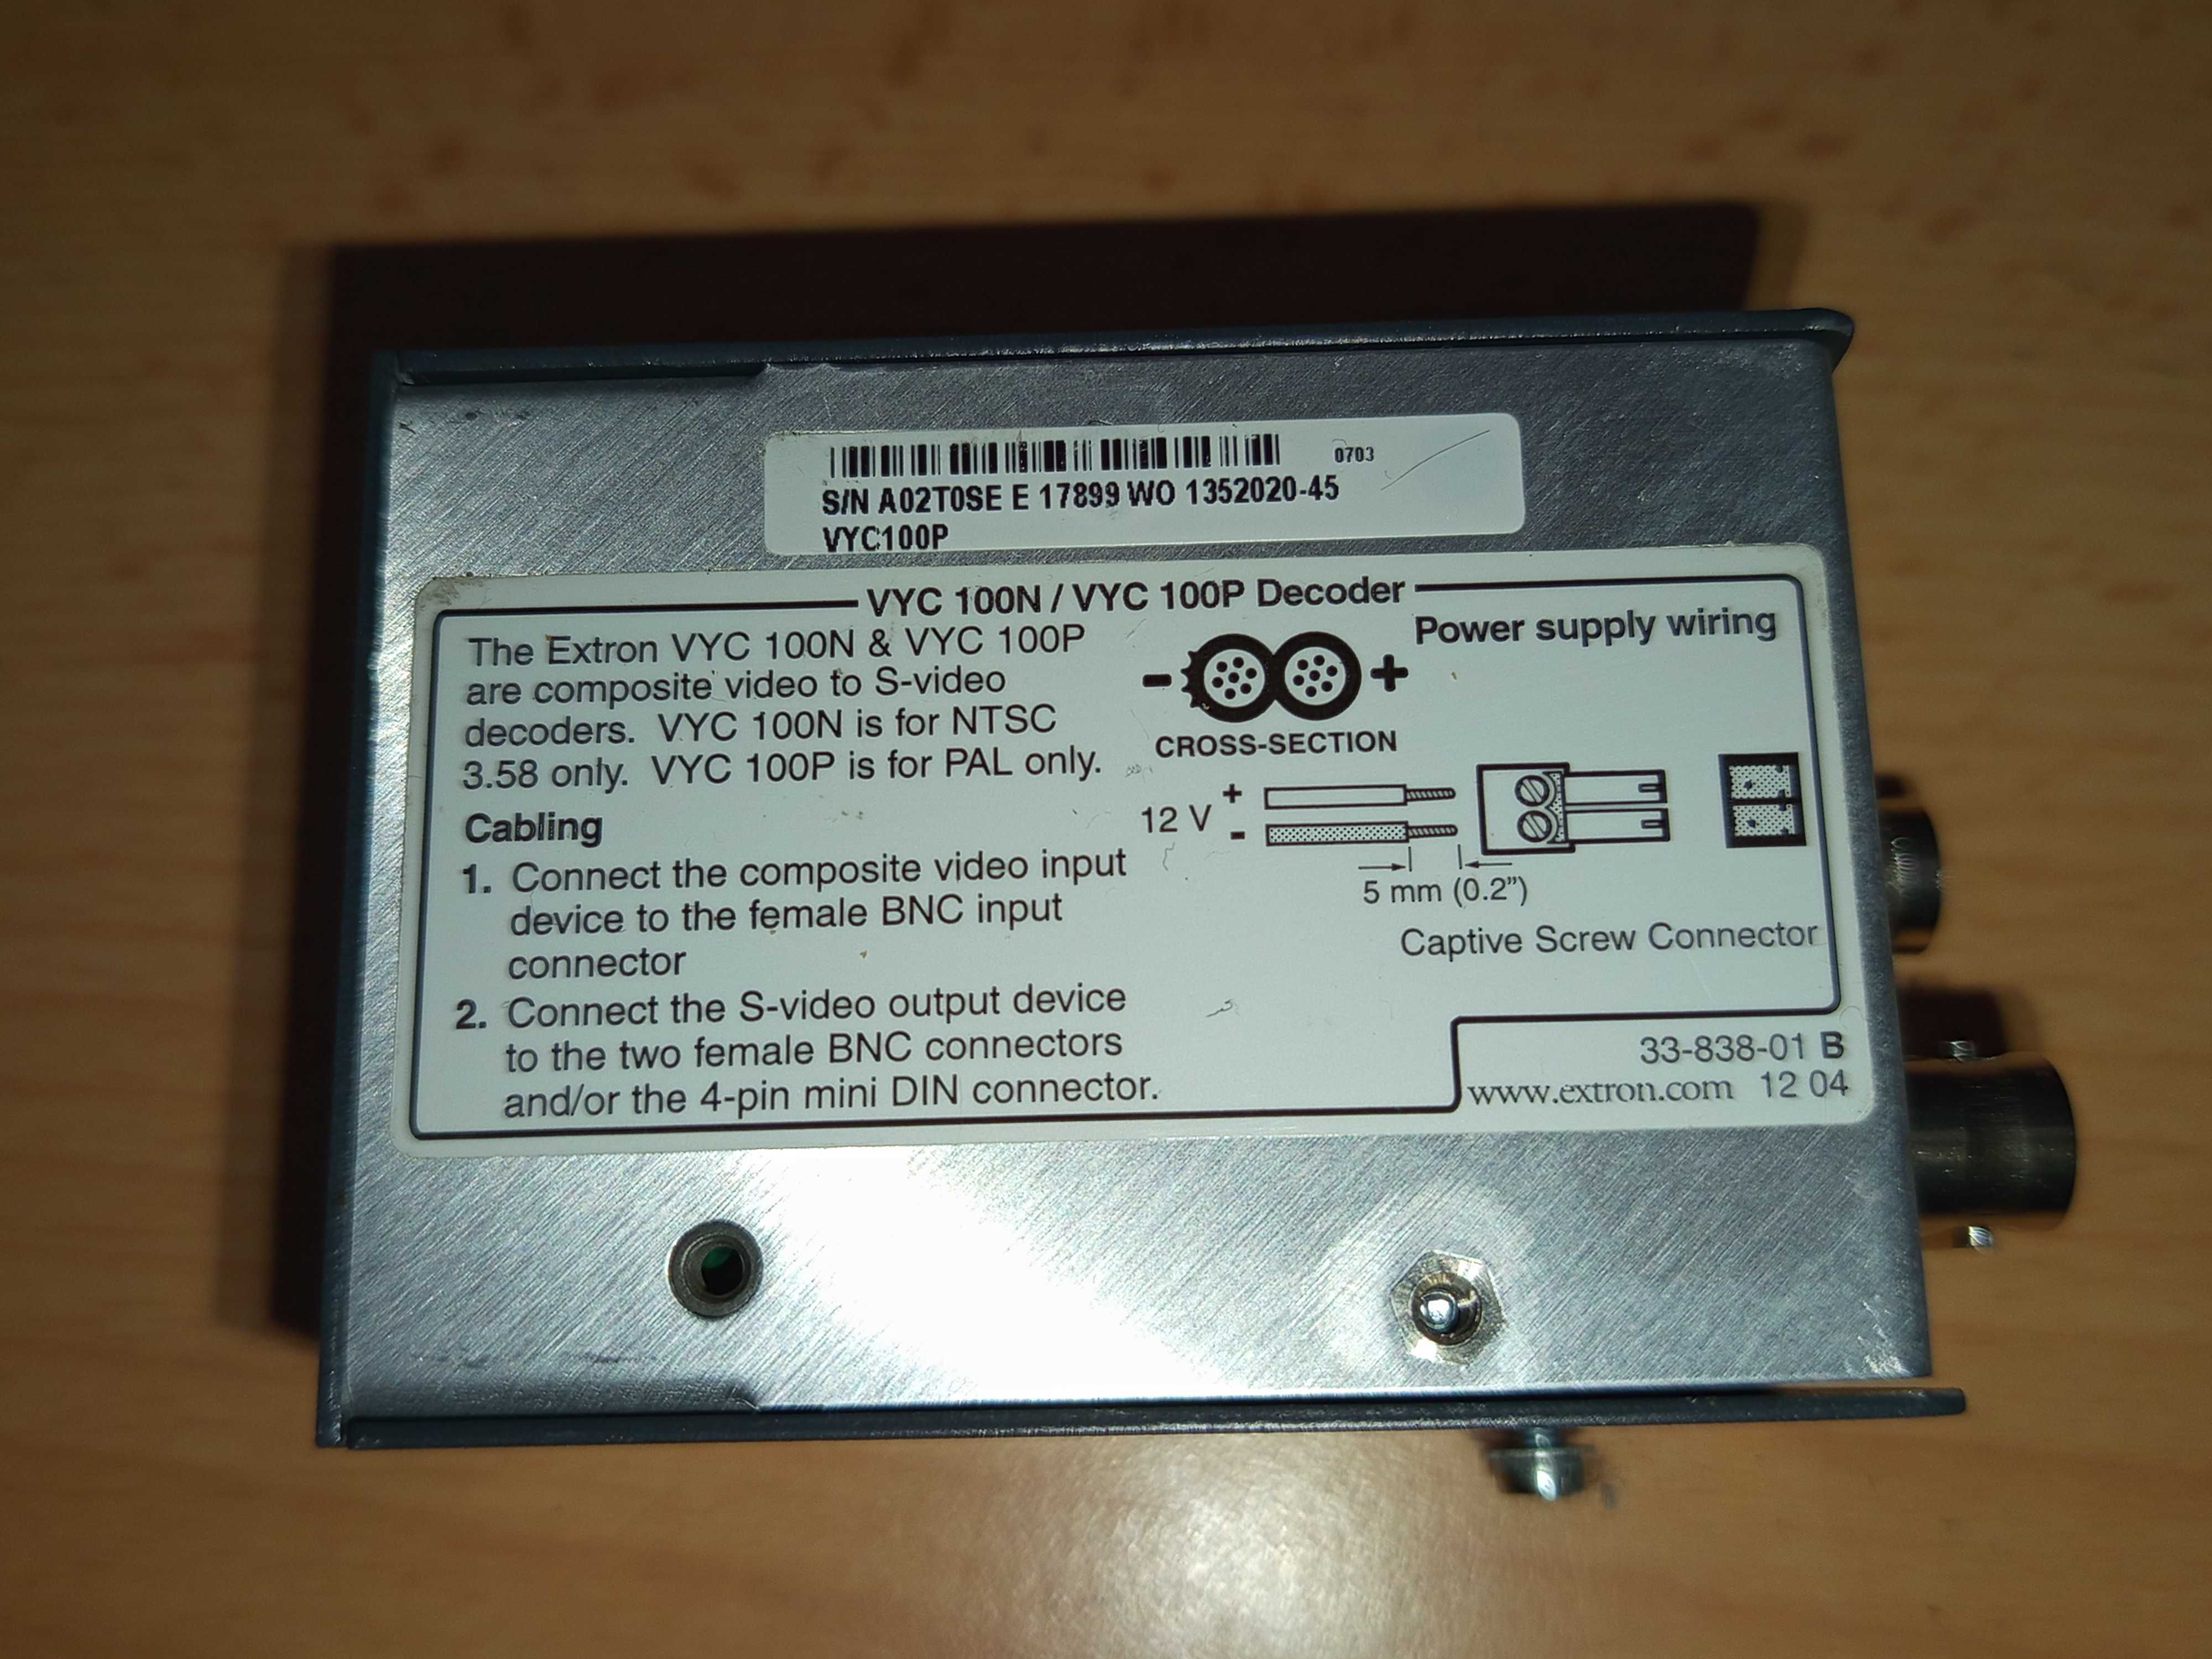 0703
S/N A02T0SE E 17899 WO 1352020-45
VYC100P
VYC 100N / VYC 100P Decoder
The Extron VYC 100N & VYC 100P
are composite video to S-video
decoders. VYC 100N is for NTSC
3.58 only. VYC 100P is for PAL only.
Cabling
1. Connect the composite video input
device to the female BNC input
connector
2. Connect the S-video output device
to the two female BNC connectors
and/or the 4-pin mini DIN connector.
Power supply wiring
- +
CROSS-SECTION
12 V + -
5 mm (0.2”)
Captive Screw Connector
33-838-01 B
www.extron.com 12 04